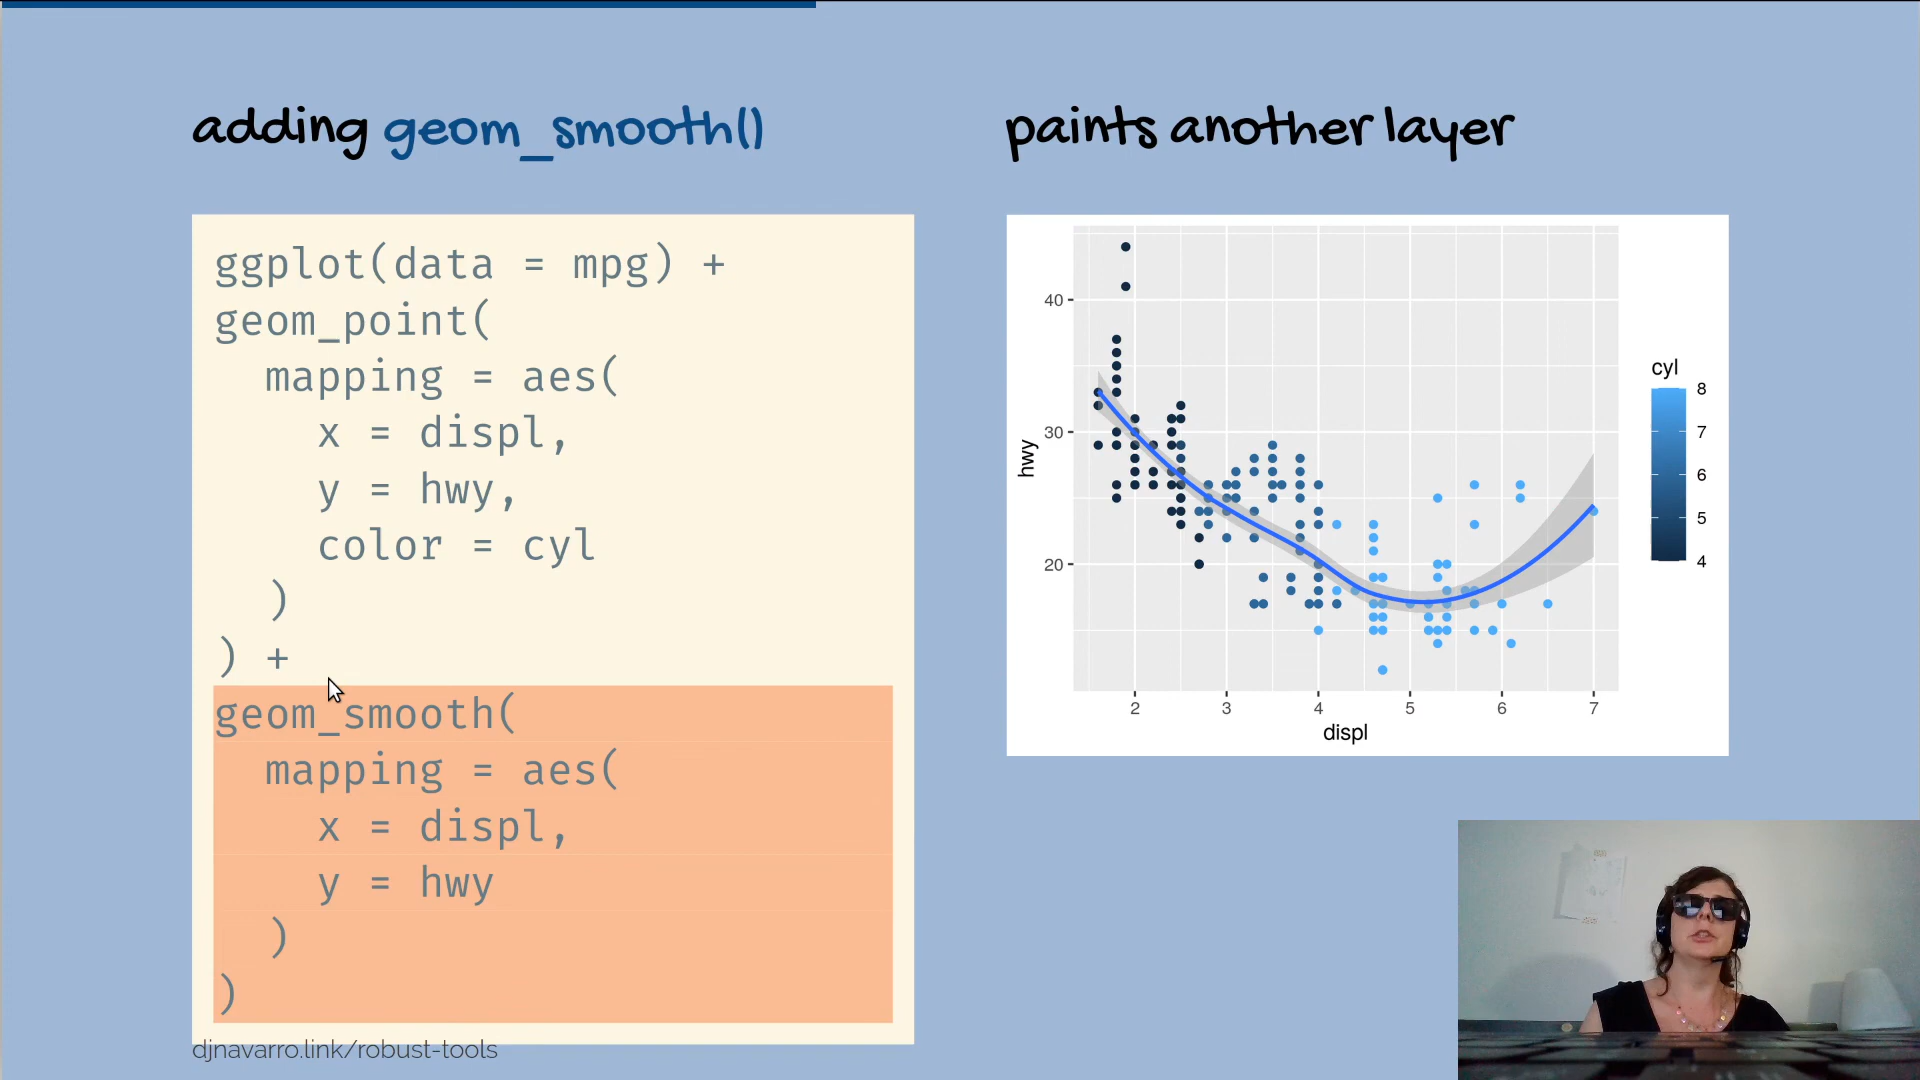 adding geom_smooth()
paints another layer
ggplot(data = mpg) +
geom_point(
  mapping = aes(
    x = displ,
    y = hwy,
    color = cyl
  )
) +
geom_smooth(
  mapping = aes(
    x = displ,
    y = hwy
  )
)
djnavarro.link/robust-tools
40
30
20
hwy
2 3 4 5 6 7
displ
cyl
8
7
6
5
4